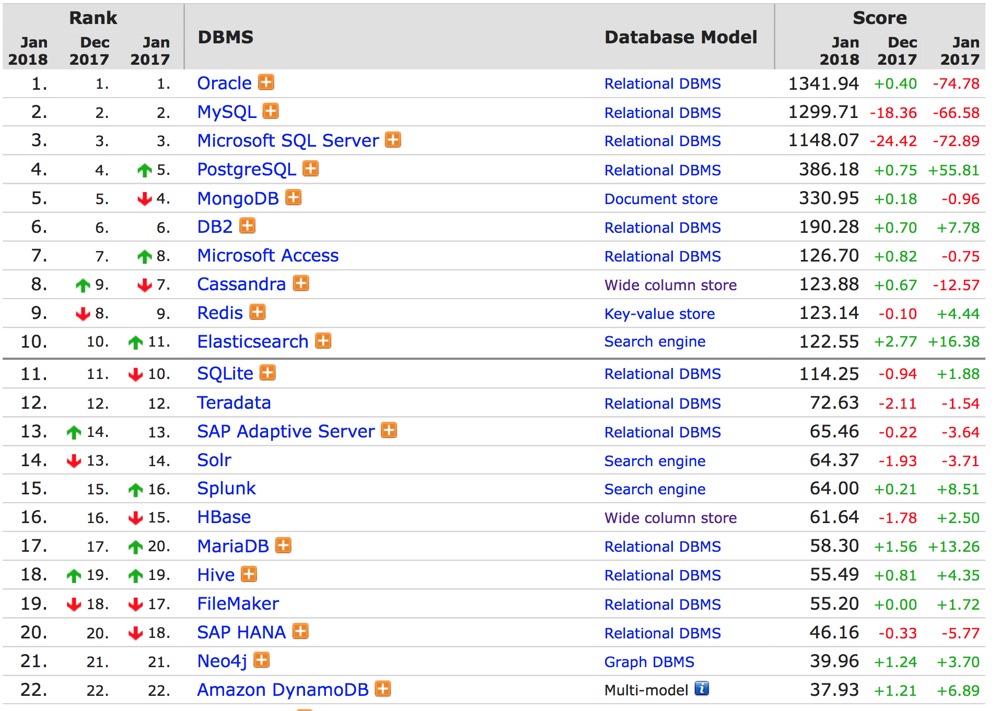 Rank DBMS Database Model Score
Jan 2018 Dec 2017 Jan 2017 Jan 2018 Dec 2017 Jan 2017
1. 1. 1. Oracle Relational DBMS 1341.94 +0.40 -74.78
2. 2. 2. MySQL Relational DBMS 1299.71 -18.36 -66.58
3. 3. 3. Microsoft SQL Server Relational DBMS 1148.07 -24.42 -72.89
4. 4. 5. PostgreSQL Relational DBMS 386.18 +0.75 +55.81
5. 5. 4. MongoDB Document store 330.95 +0.18 -0.96
6. 6. 6. DB2 Relational DBMS 190.28 +0.70 +7.78
7. 7. 8. Microsoft Access Relational DBMS 126.70 +0.82 -0.75
8. 9. 7. Cassandra Wide column store 123.88 +0.67 -12.57
9. 8. 9. Redis Key-value store 123.14 -0.10 +4.44
10. 10. 11. Elasticsearch Search engine 122.55 +2.77 +16.38
11. 11. 10. SQLite Relational DBMS 114.25 -0.94 +1.88
12. 12. 12. Teradata Relational DBMS 72.63 -2.11 -1.54
13. 14. 13. SAP Adaptive Server Relational DBMS 65.46 -0.22 -3.64
14. 13. 14. Solr Search engine 64.37 -1.93 -3.71
15. 15. 16. Splunk Search engine 64.00 +0.21 +8.51
16. 16. 15. HBase Wide column store 61.64 -1.78 +2.50
17. 17. 20. MariaDB Relational DBMS 58.30 +1.56 +13.26
18. 19. 19. Hive Relational DBMS 55.49 +0.81 +4.35
19. 18. 17. FileMaker Relational DBMS 55.20 +0.00 +1.72
20. 20. 18. SAP HANA Relational DBMS 46.16 -0.33 -5.77
21. 21. 21. Neo4j Graph DBMS 39.96 +1.24 +3.70
22. 22. 22. Amazon DynamoDB Multi-model 37.93 +1.21 +6.89